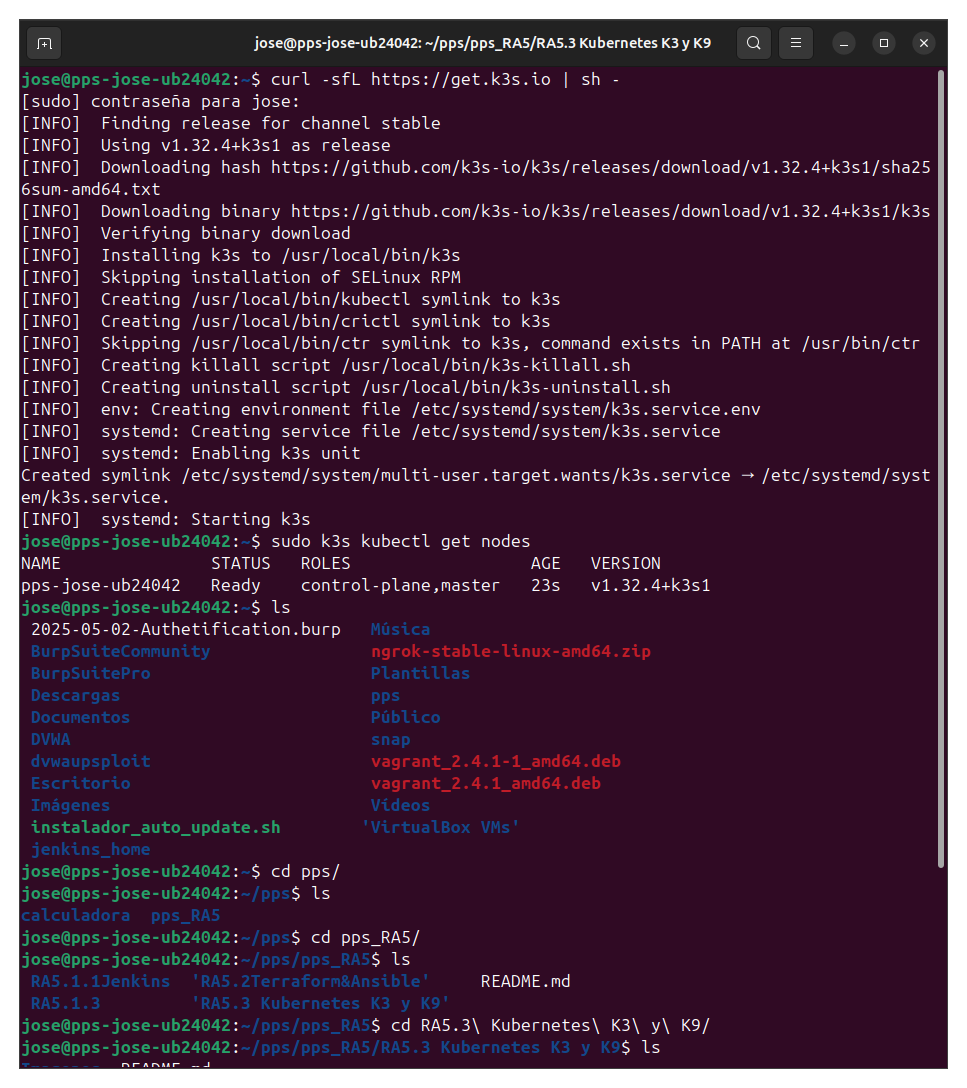 jose@pps-jose-ub24042: ~/pps/pps_RA5/RA5.3 Kubernetes K3 y K9
jose@pps-jose-ub24042:~$ curl -sfL https://get.k3s.io | sh -
[sudo] contraseña para jose:
[INFO]  Finding release for channel stable
[INFO]  Using v1.32.4+k3s1 as release
[INFO]  Downloading hash https://github.com/k3s-io/k3s/releases/download/v1.32.4+k3s1/sha25
6sum-amd64.txt
[INFO]  Downloading binary https://github.com/k3s-io/k3s/releases/download/v1.32.4+k3s1/k3s
[INFO]  Verifying binary download
[INFO]  Installing k3s to /usr/local/bin/k3s
[INFO]  Skipping installation of SELinux RPM
[INFO]  Creating /usr/local/bin/kubectl symlink to k3s
[INFO]  Creating /usr/local/bin/crictl symlink to k3s
[INFO]  Skipping /usr/local/bin/ctr symlink to k3s, command exists in PATH at /usr/bin/ctr
[INFO]  Creating killall script /usr/local/bin/k3s-killall.sh
[INFO]  Creating uninstall script /usr/local/bin/k3s-uninstall.sh
[INFO]  env: Creating environment file /etc/systemd/system/k3s.service.env
[INFO]  systemd: Creating service file /etc/systemd/system/k3s.service
[INFO]  systemd: Enabling k3s unit
Created symlink /etc/systemd/system/multi-user.target.wants/k3s.service → /etc/systemd/syst
em/k3s.service.
[INFO]  systemd: Starting k3s
jose@pps-jose-ub24042:~$ sudo k3s kubectl get nodes
NAME               STATUS   ROLES                  AGE   VERSION
pps-jose-ub24042   Ready    control-plane,master   23s   v1.32.4+k3s1
jose@pps-jose-ub24042:~$ ls
 2025-05-02-Authetification.burp   Música
 BurpSuiteCommunity                ngrok-stable-linux-amd64.zip
 BurpSuitePro                      Plantillas
 Descargas                         pps
 Documentos                        Público
 DVWA                              snap
 dvwaupsploit                      vagrant_2.4.1-1_amd64.deb
 Escritorio                        vagrant_2.4.1_amd64.deb
 Imágenes                          Vídeos
 instalador_auto_update.sh        'VirtualBox VMs'
 jenkins_home
jose@pps-jose-ub24042:~$ cd pps/
jose@pps-jose-ub24042:~/pps$ ls
calculadora  pps_RA5
jose@pps-jose-ub24042:~/pps$ cd pps_RA5/
jose@pps-jose-ub24042:~/pps/pps_RA5$ ls
 RA5.1.1Jenkins  'RA5.2Terraform&Ansible'     README.md
 RA5.1.3         'RA5.3 Kubernetes K3 y K9'
jose@pps-jose-ub24042:~/pps/pps_RA5$ cd RA5.3\ Kubernetes\ K3\ y\ K9/
jose@pps-jose-ub24042:~/pps/pps_RA5/RA5.3 Kubernetes K3 y K9$ ls
README.md